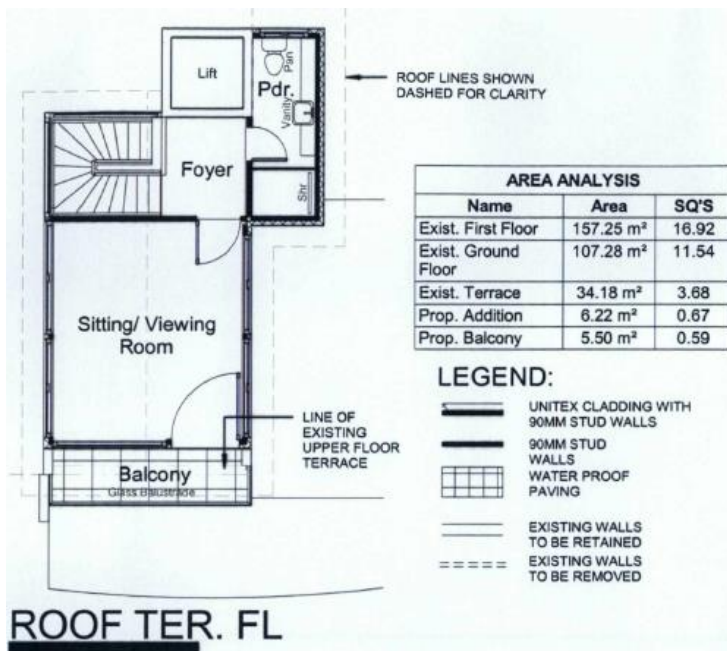 Lift
Pdr.
Pan
Vanity
Foyer
Shr
Sitting/ Viewing
Room
Balcony
Glass Balustrade
ROOF LINES SHOWN
DASHED FOR CLARITY
LINE OF
EXISTING
UPPER FLOOR
TERRACE
AREA ANALYSIS
Name Area SQ'S
Exist. First Floor 157.25 m² 16.92
Exist. Ground 107.28 m² 11.54
Floor
Exist. Terrace 34.18 m² 3.68
Prop. Addition 6.22 m² 0.67
Prop. Balcony 5.50 m² 0.59
LEGEND:
UNITEX CLADDING WITH
90MM STUD WALLS
90MM STUD
WALLS
WATER PROOF
PAVING
EXISTING WALLS
TO BE RETAINED
EXISTING WALLS
TO BE REMOVED
ROOF TER. FL